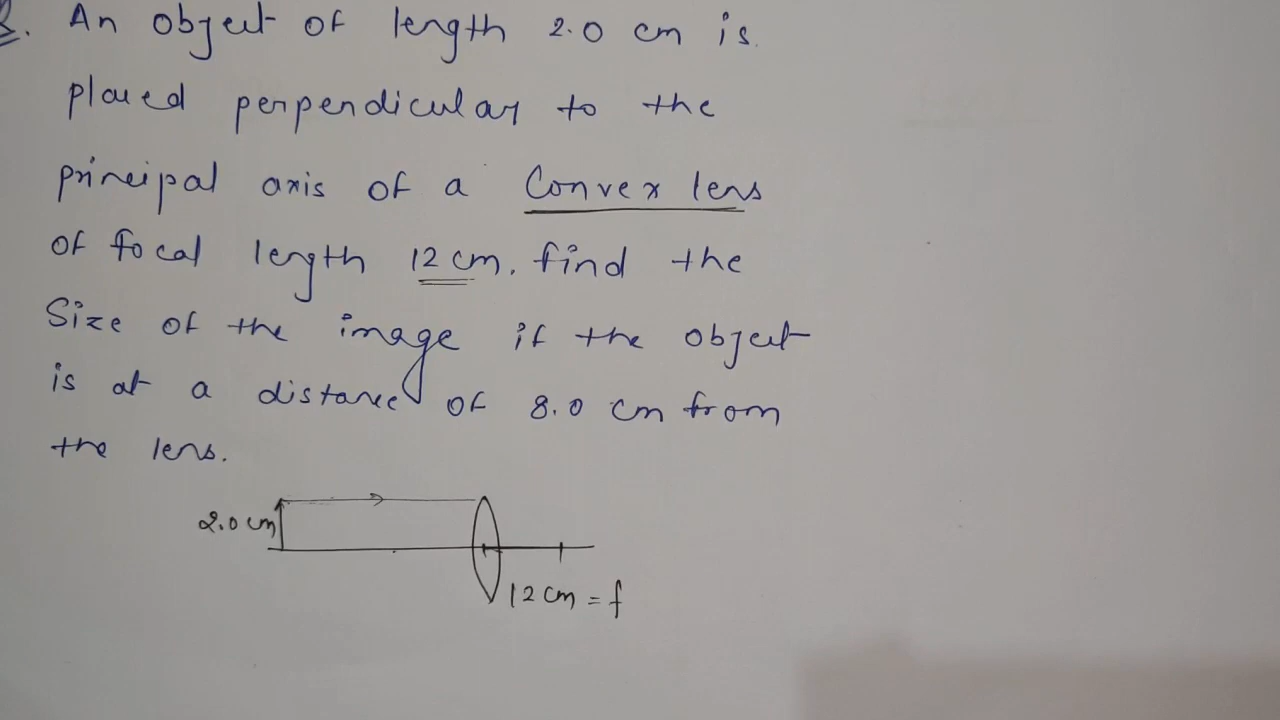 An object of length 2.0 cm is
placed perpendicular to the
principal axis of a Convex lens
of focal length 12 cm. find the
Size of the image if the object
is at a distance of 8.0 cm from
the lens.
2.0 cm
12 cm = f